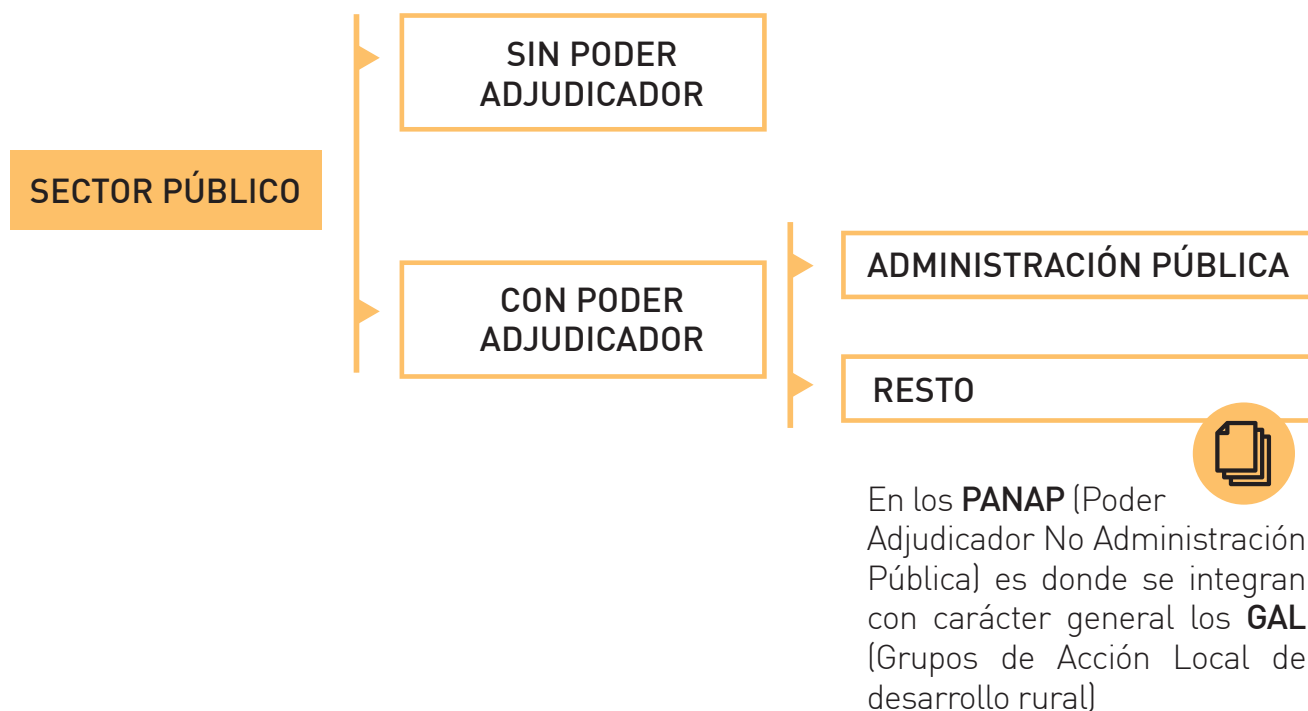 SIN PODER
ADJUDICADOR
SECTOR PÚBLICO
CON PODER
ADJUDICADOR
ADMINISTRACIÓN PÚBLICA
RESTO
En los PANAP (Poder
Adjudicador No Administración
Pública) es donde se integran
con carácter general los GAL
(Grupos de Acción Local de
desarrollo rural)